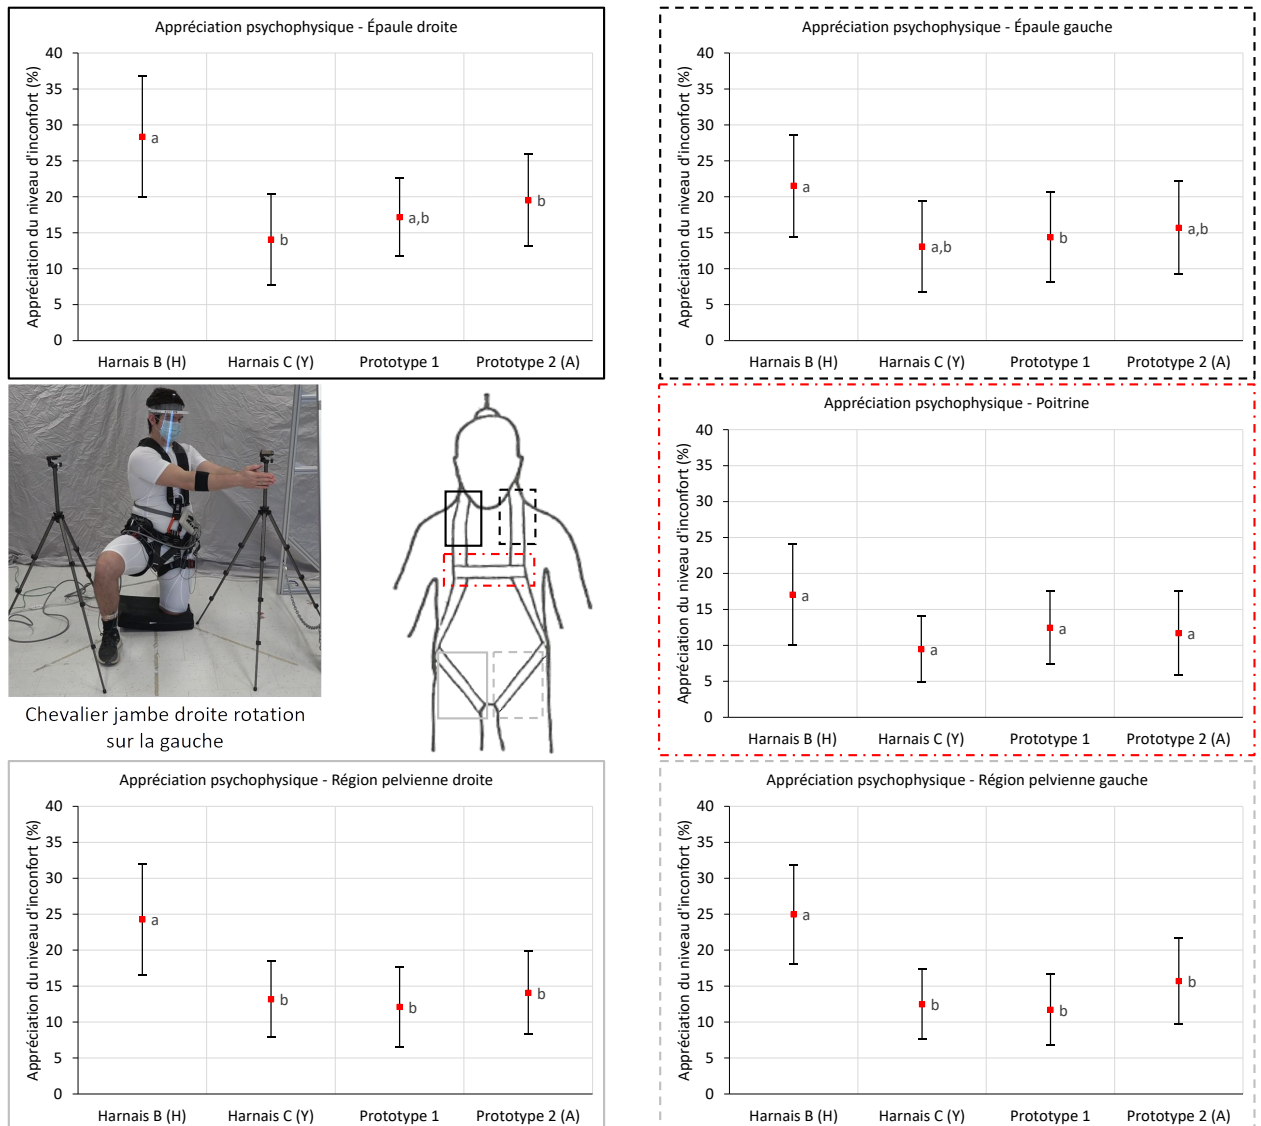 Appréciation psychophysique - Épaule droite
Appréciation du niveau d'inconfort (%)
40
35
30
25
20
15
10
5
0
a
b
a,b
b
Harnais B (H) Harnais C (Y) Prototype 1 Prototype 2 (A)
Appréciation psychophysique - Épaule gauche
Appréciation du niveau d'inconfort (%)
40
35
30
25
20
15
10
5
0
a
a,b
b
a,b
Harnais B (H) Harnais C (Y) Prototype 1 Prototype 2 (A)
Chevalier jambe droite rotation
sur la gauche
Appréciation psychophysique - Poitrine
Appréciation du niveau d'inconfort (%)
40
35
30
25
20
15
10
5
0
a
a
a
a
Harnais B (H) Harnais C (Y) Prototype 1 Prototype 2 (A)
Appréciation psychophysique - Région pelvienne droite
Appréciation du niveau d'inconfort (%)
40
35
30
25
20
15
10
5
0
a
b
b
b
Harnais B (H) Harnais C (Y) Prototype 1 Prototype 2 (A)
Appréciation psychophysique - Région pelvienne gauche
Appréciation du niveau d'inconfort (%)
40
35
30
25
20
15
10
5
0
a
b
b
b
Harnais B (H) Harnais C (Y) Prototype 1 Prototype 2 (A)